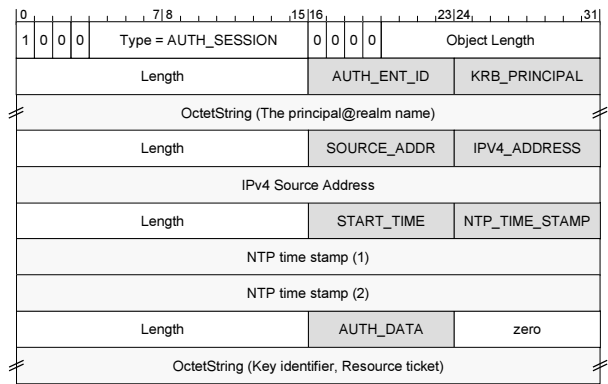 0 7 8 15 16 23 24 31
1 0 0 0 Type = AUTH_SESSION 0 0 0 0 Object Length
Length AUTH_ENT_ID KRB_PRINCIPAL
OctetString (The principal@realm name)
Length SOURCE_ADDR IPV4_ADDRESS
IPv4 Source Address
Length START_TIME NTP_TIME_STAMP
NTP time stamp (1)
NTP time stamp (2)
Length AUTH_DATA zero
OctetString (Key identifier, Resource ticket)